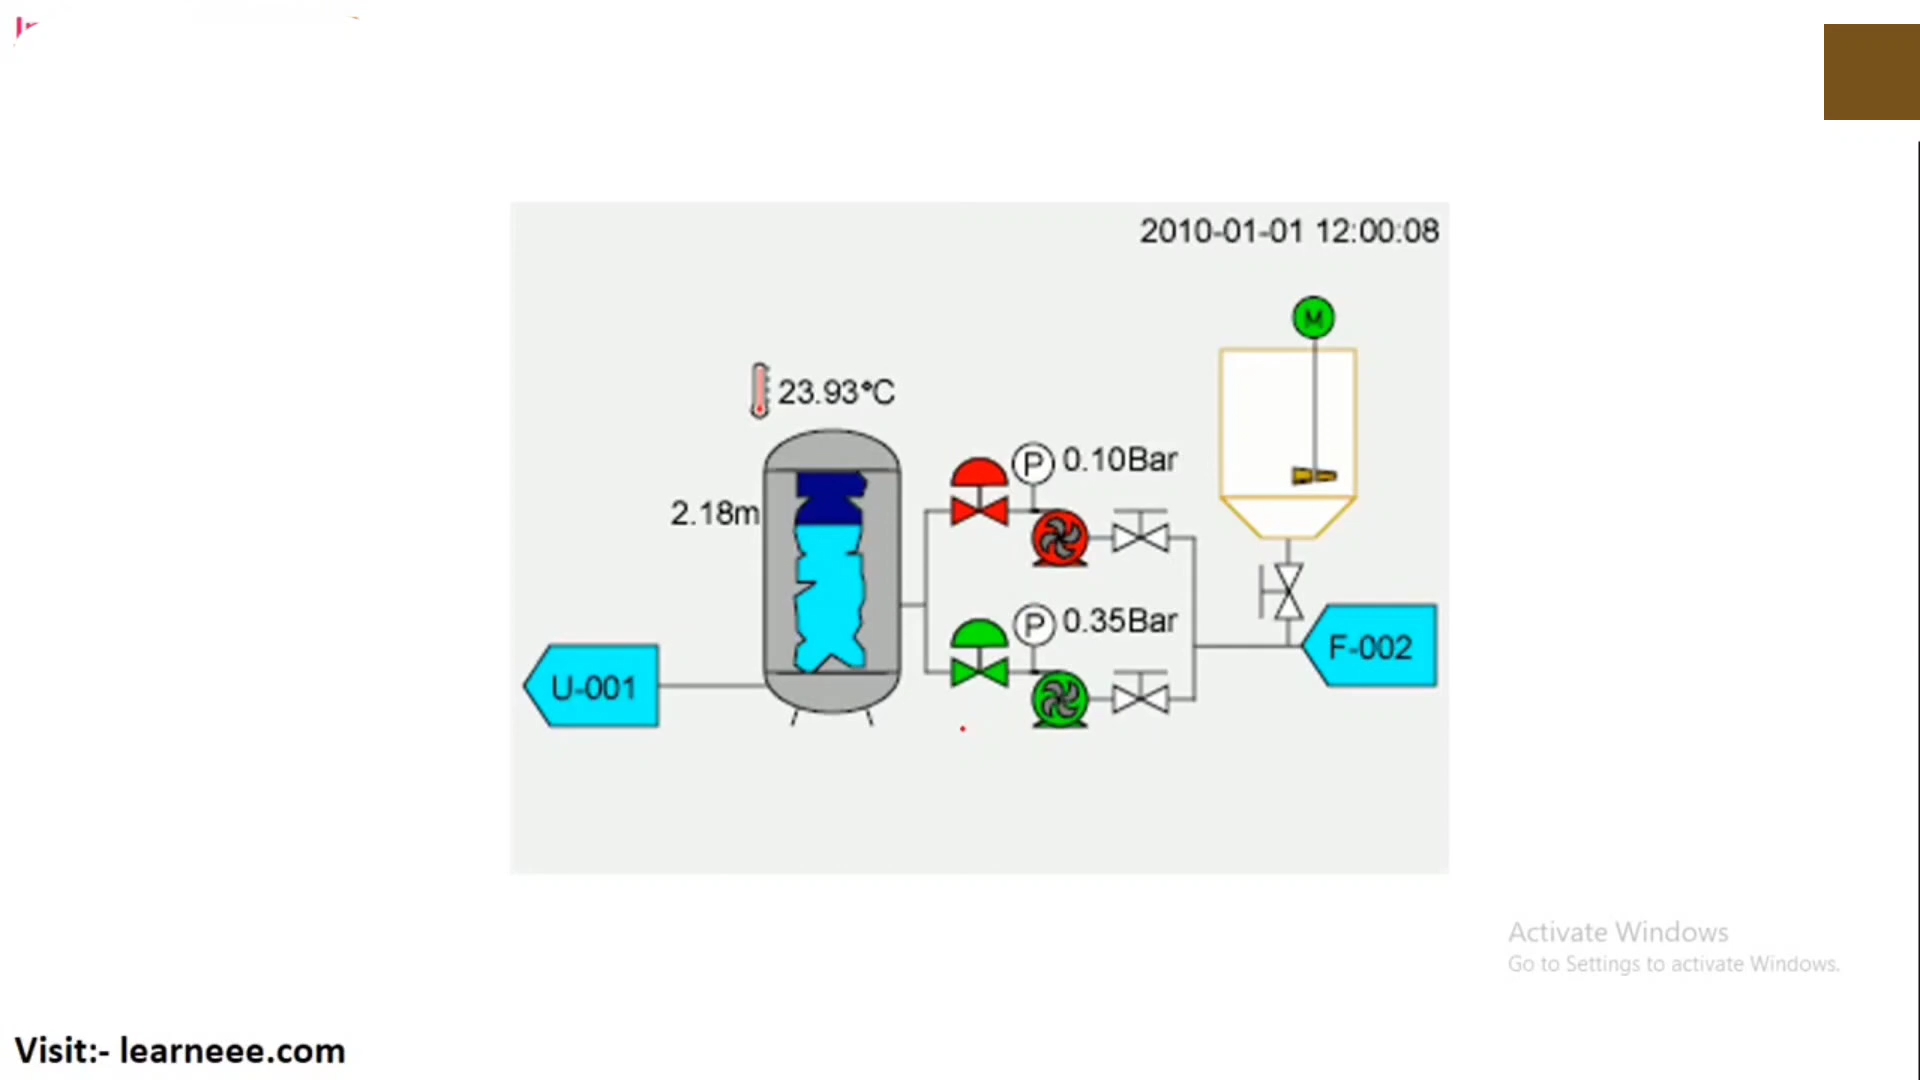 2010-01-01 12:00:08
M
23.93°C
P 0.10Bar
2.18m
P 0.35Bar
F-002
U-001
Activate Windows
Go to Settings to activate Windows.
Visit:- learneee.com